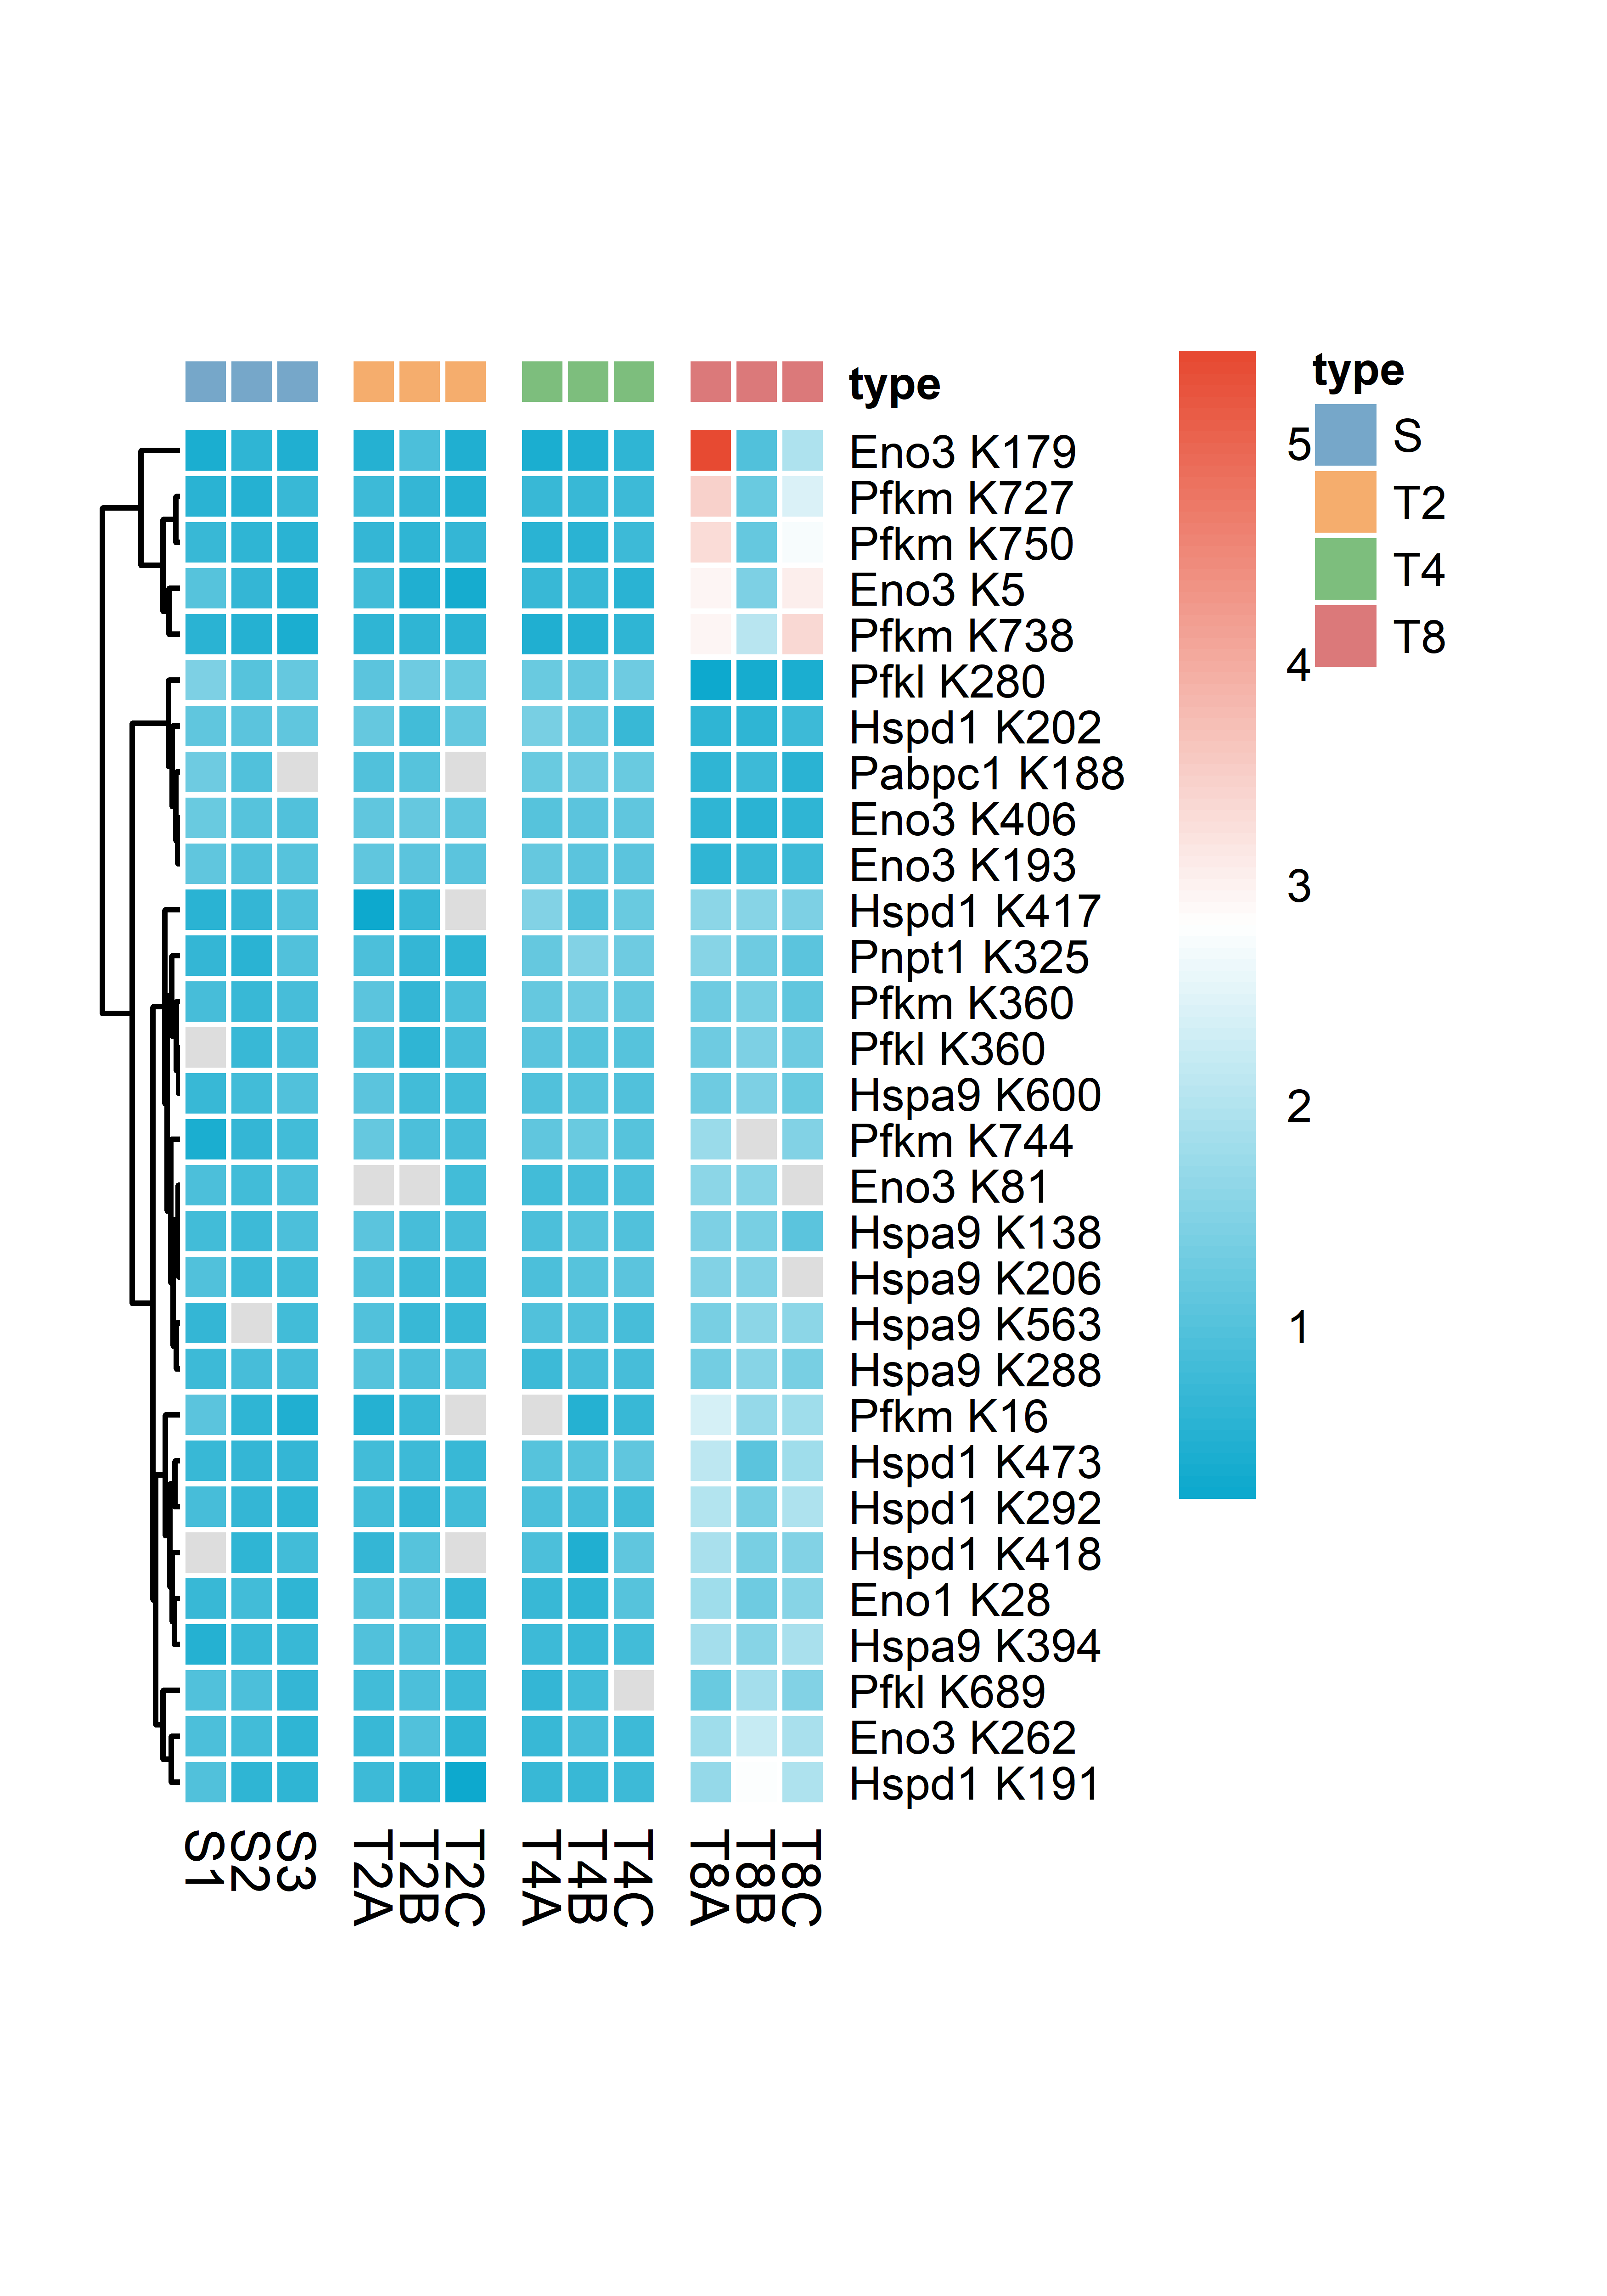 type
Eno3 K179
Pfkm K727
Pfkm K750
Eno3 K5
Pfkm K738
Pfkl K280
Hspd1 K202
Pabpc1 K188
Eno3 K406
Eno3 K193
Hspd1 K417
Pnpt1 K325
Pfkm K360
Pfkl K360
Hspa9 K600
Pfkm K744
Eno3 K81
Hspa9 K138
Hspa9 K206
Hspa9 K563
Hspa9 K288
Pfkm K16
Hspd1 K473
Hspd1 K292
Hspd1 K418
Eno1 K28
Hspa9 K394
Pfkl K689
Eno3 K262
Hspd1 K191
S1
S2
S3
T2A
T2B
T2C
T4A
T4B
T4C
T8A
T8B
T8C
5
4
3
2
1
type
S
T2
T4
T8